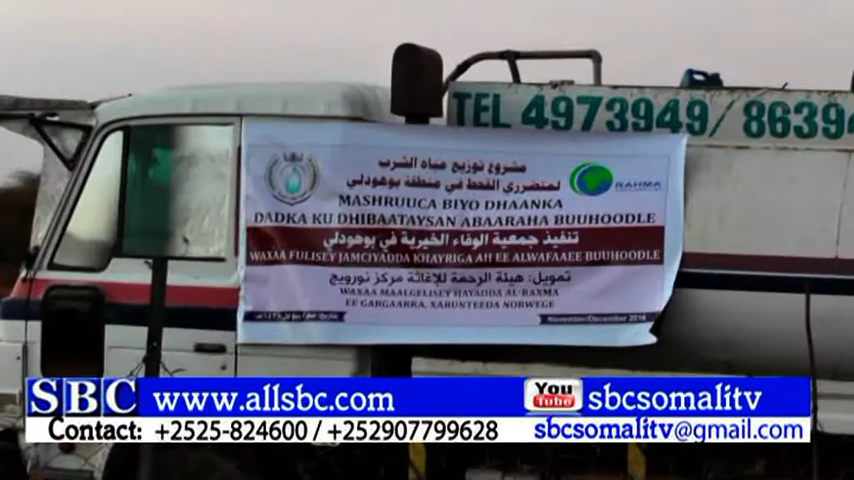 TEL 4973949/ 8639
مشروع توزيع مياه الشرب
لمتضرري القحط في منطقة بوهودلي
RAHMA
MASHRUUCA BIYO DHAANKA
DADKA KU DHIBAATAYSAN ABAARAHA BUUHOODLE
تنفيذ جمعية الوفاء الخيرية في بوهودلي
WAXAA FULISEY JAMCIYADDA KHAYRIGA AH EE ALWAFAAEE BUUHOODLE
تمويل: هيئة الرحمة للإغاثة مركز نورويج
WAXAA MAALGELISEY HAYADDA AL-RAXMA
EE GARGAARKA, XARUNTEEDA NORWEGE
November/December 2016
SBC www.allsbc.com You Tube sbcsomalitv
Contact: +2525-824600 / +252907799628 sbcsomalitv@gmail.com